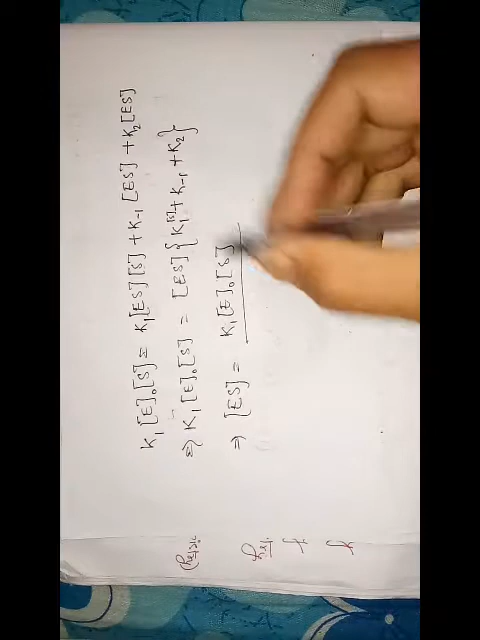 K₁[E]₀[S] = K₁[ES][S] + K₋₁[ES] + K₂[ES]
⇒ K₁[E]₀[S] = [ES]{K₁[S] + K₋₁ + K₂}
⇒ [ES] = K₁[E]₀[S]